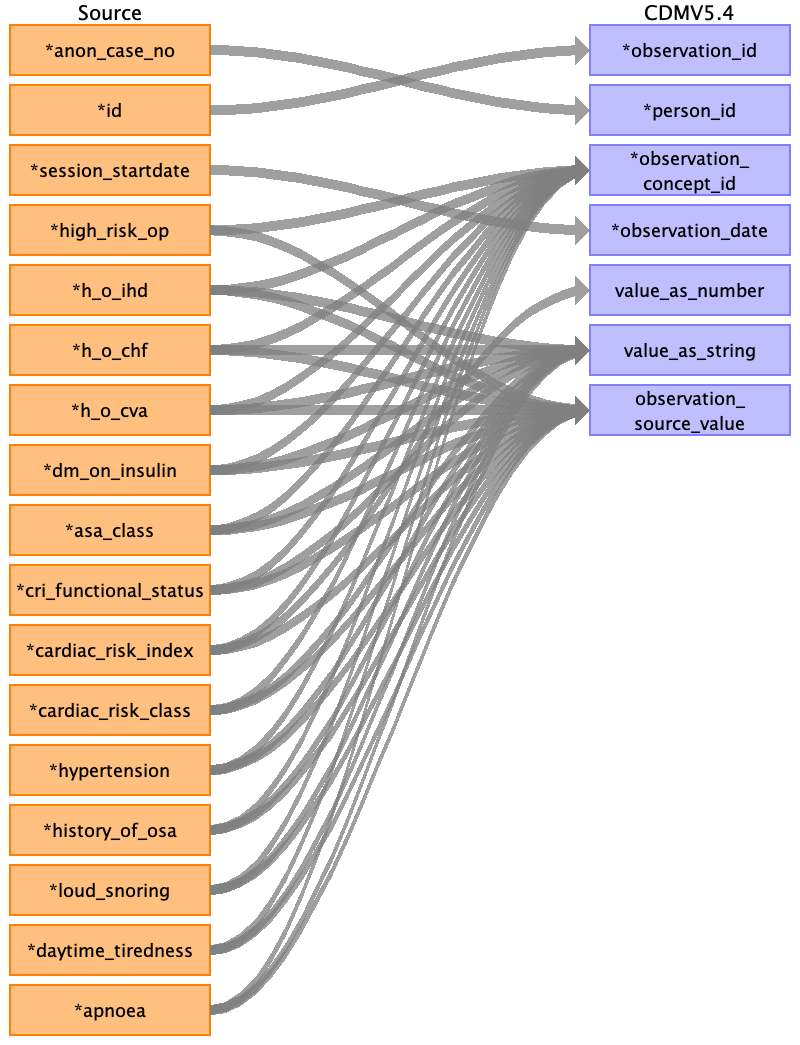 Source
CDMV5.4
*anon_case_no
*observation_id
*id
*person_id
*session_startdate
*observation_
concept_id
*high_risk_op
*observation_date
*h_o_ihd
value_as_number
*h_o_chf
value_as_string
*h_o_cva
observation_
source_value
*dm_on_insulin
*asa_class
*cri_functional_status
*cardiac_risk_index
*cardiac_risk_class
*hypertension
*history_of_osa
*loud_snoring
*daytime_tiredness
*apnoea